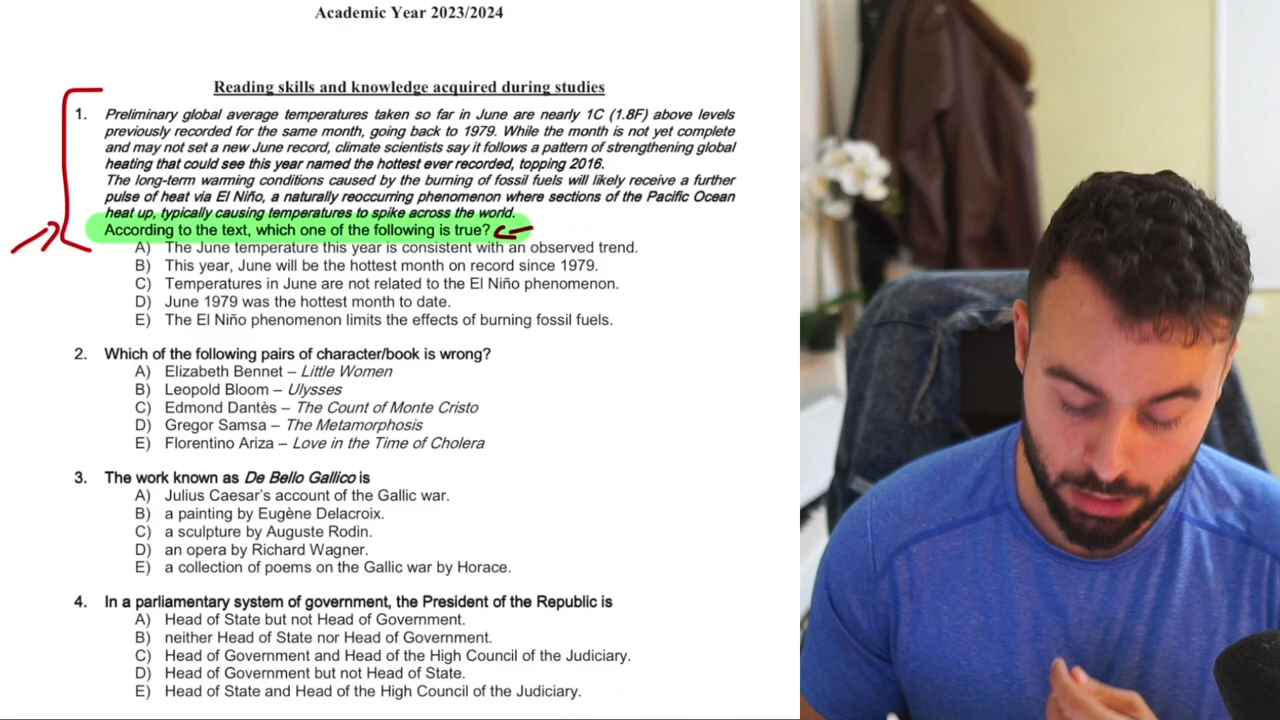 Academic Year 2023/2024
Reading skills and knowledge acquired during studies
1. Preliminary global average temperatures taken so far in June are nearly 1C (1.8F) above levels
previously recorded for the same month, going back to 1979. While the month is not yet complete
and may not set a new June record, climate scientists say it follows a pattern of strengthening global
heating that could see this year named the hottest ever recorded, topping 2016.
The long-term warming conditions caused by the burning of fossil fuels will likely receive a further
pulse of heat via El Niño, a naturally reoccurring phenomenon where sections of the Pacific Ocean
heat up, typically causing temperatures to spike across the world.
According to the text, which one of the following is true?
A) The June temperature this year is consistent with an observed trend.
B) This year, June will be the hottest month on record since 1979.
C) Temperatures in June are not related to the El Niño phenomenon.
D) June 1979 was the hottest month to date.
E) The El Niño phenomenon limits the effects of burning fossil fuels.
2. Which of the following pairs of character/book is wrong?
A) Elizabeth Bennet – Little Women
B) Leopold Bloom – Ulysses
C) Edmond Dantès – The Count of Monte Cristo
D) Gregor Samsa – The Metamorphosis
E) Florentino Ariza – Love in the Time of Cholera
3. The work known as De Bello Gallico is
A) Julius Caesar's account of the Gallic war.
B) a painting by Eugène Delacroix.
C) a sculpture by Auguste Rodin.
D) an opera by Richard Wagner.
E) a collection of poems on the Gallic war by Horace.
4. In a parliamentary system of government, the President of the Republic is
A) Head of State but not Head of Government.
B) neither Head of State nor Head of Government.
C) Head of Government and Head of the High Council of the Judiciary.
D) Head of Government but not Head of State.
E) Head of State and Head of the High Council of the Judiciary.